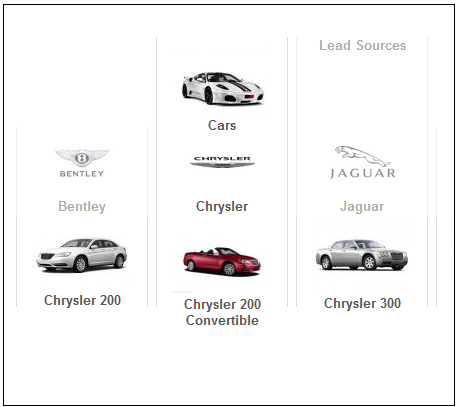 Lead Sources
Cars
BENTLEY
CHRYSLER
JAGUAR
Bentley
Chrysler
Jaguar
Chrysler 200
Chrysler 200
Convertible
Chrysler 300